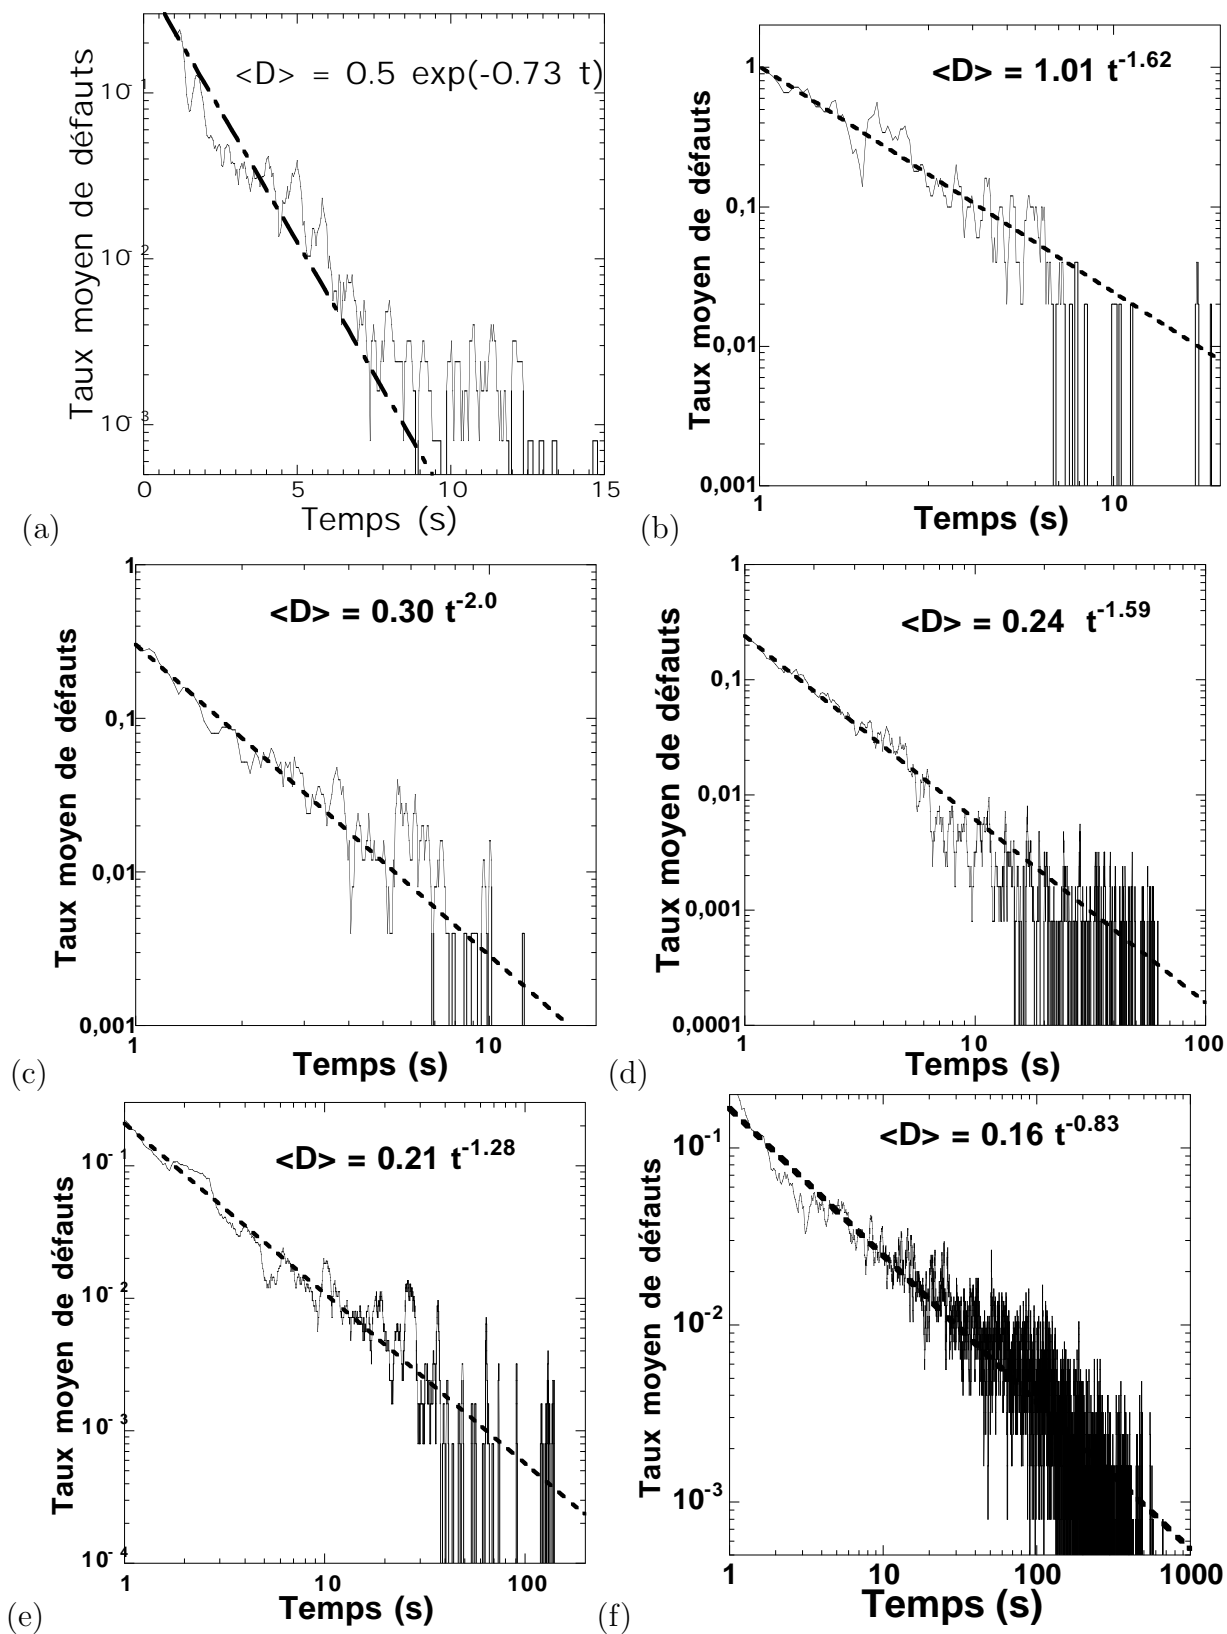 <D> = 0.5 exp(-0.73 t)
Taux moyen de défauts
10^-1
10^-2
10^-3
0
5
10
15
Temps (s)
(a)
<D> = 1.01 t^-1.62
Taux moyen de défauts
1
0,1
0,01
0,001
1
10
Temps (s)
(b)
<D> = 0.30 t^-2.0
Taux moyen de défauts
1
0,1
0,01
0,001
1
10
Temps (s)
(c)
<D> = 0.24 t^-1.59
Taux moyen de défauts
1
0,1
0,01
0,001
0,0001
1
10
100
Temps (s)
(d)
<D> = 0.21 t^-1.28
Taux moyen de défauts
10^-1
10^-2
10^-3
10^-4
1
10
100
Temps (s)
(e)
<D> = 0.16 t^-0.83
Taux moyen de défauts
10^-1
10^-2
10^-3
1
10
100
1000
Temps (s)
(f)